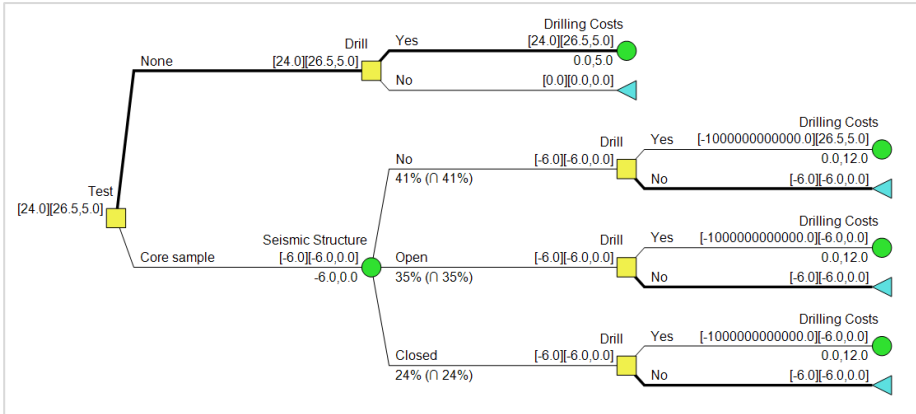 Drilling Costs
Drill Yes [24.0][26.5,5.0]
None [24.0][26.5,5.0] 0.0,5.0
No [0.0][0.0,0.0]
Drilling Costs
Drill Yes [-1000000000000.0][26.5,5.0]
No [-6.0][-6.0,0.0] 0.0,12.0
41% (∩ 41%) No [-6.0][-6.0,0.0]
Test
[24.0][26.5,5.0]
Drilling Costs
Seismic Structure Drill Yes [-1000000000000.0][-6.0,0.0]
Core sample [-6.0][-6.0,0.0] Open [-6.0][-6.0,0.0] 0.0,12.0
-6.0,0.0 35% (∩ 35%) No [-6.0][-6.0,0.0]
Drilling Costs
Drill Yes [-1000000000000.0][-6.0,0.0]
Closed [-6.0][-6.0,0.0] 0.0,12.0
24% (∩ 24%) No [-6.0][-6.0,0.0]